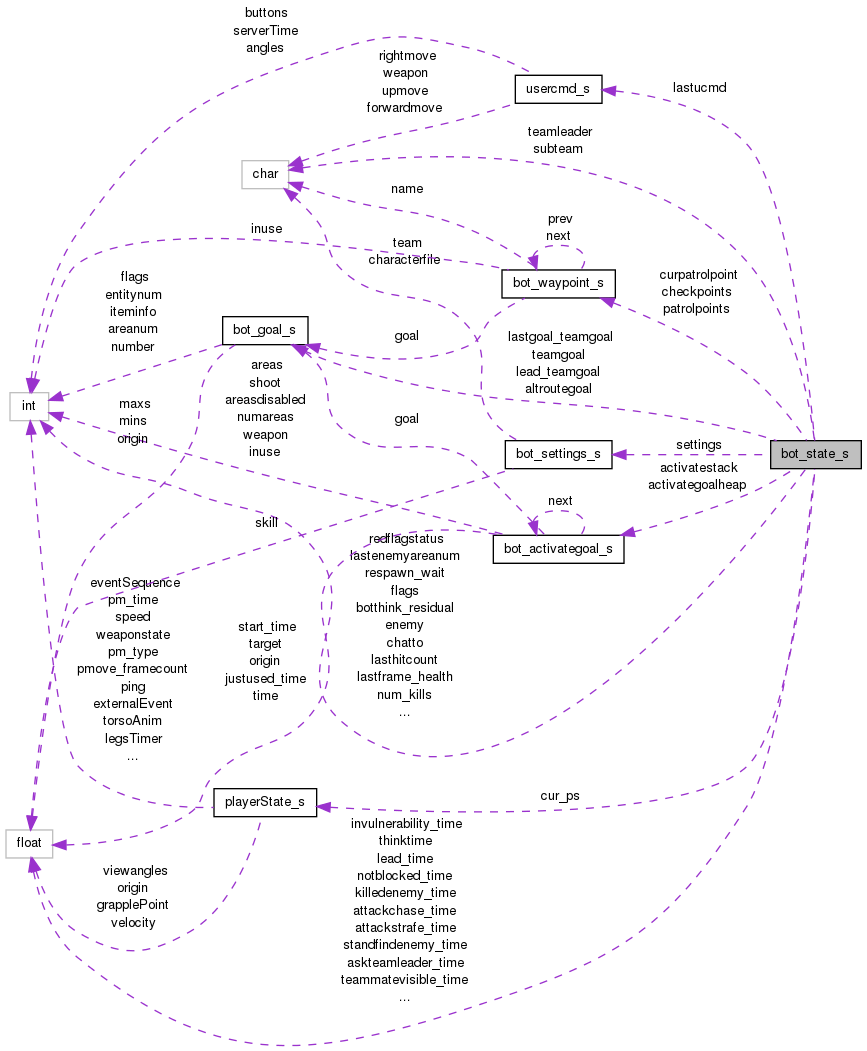 buttons
serverTime
angles
rightmove
weapon
upmove
forwardmove
usercmd_s
lastucmd
teamleader
subteam
char
name
prev
next
inuse
team
characterfile
bot_waypoint_s
curpatrolpoint
checkpoints
patrolpoints
flags
entitynum
iteminfo
areanum
number
bot_goal_s
goal
lastgoal_teamgoal
teamgoal
lead_teamgoal
altroutegoal
areas
shoot
areasdisabled
numareas
weapon
inuse
int
maxs
mins
origin
goal
bot_settings_s
settings
bot_state_s
activatestack
activategoalheap
next
skill
bot_activategoal_s
redflagstatus
lastenemyareanum
respawn_wait
flags
botthink_residual
enemy
chatto
lasthitcount
lastframe_health
num_kills
...
eventSequence
pm_time
speed
weaponstate
pm_type
pmove_framecount
ping
externalEvent
torsoAnim
legsTimer
...
start_time
target
origin
justused_time
time
playerState_s
cur_ps
float
viewangles
origin
grapplePoint
velocity
invulnerability_time
thinktime
lead_time
notblocked_time
killedenemy_time
attackchase_time
attackstrafe_time
standfindenemy_time
askteamleader_time
teammatevisible_time
...